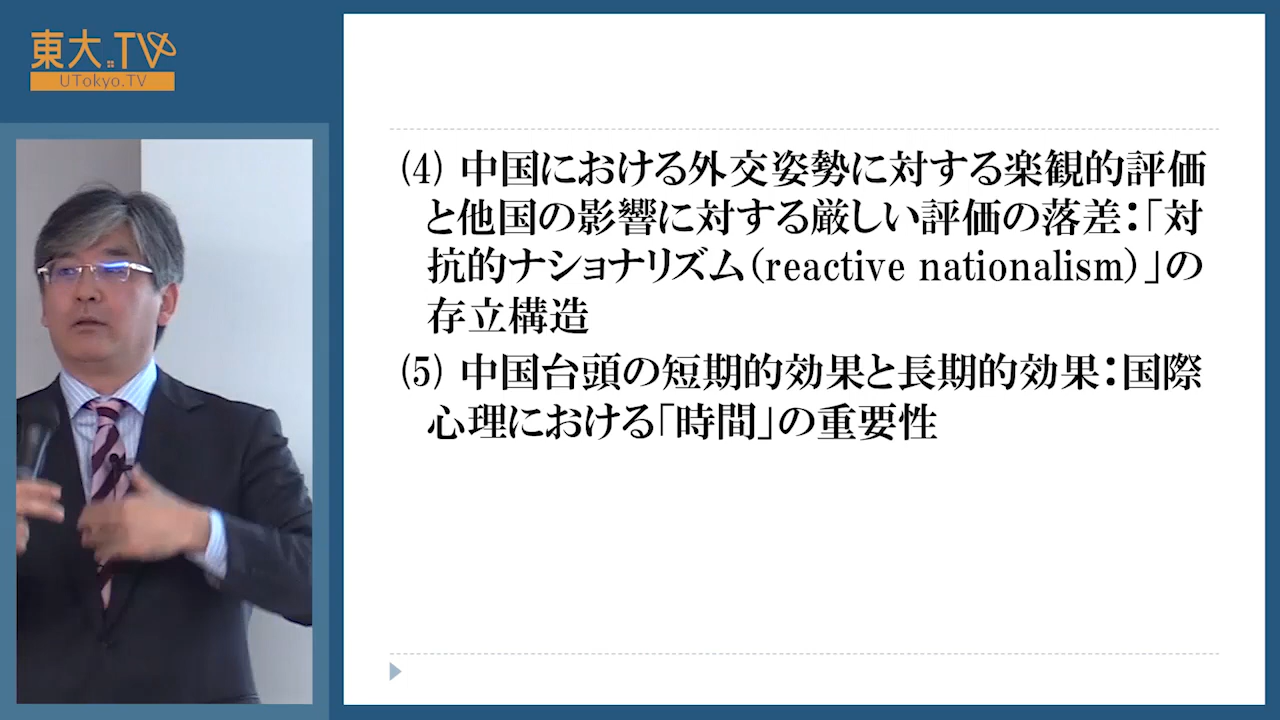 東大.TV
UTokyo.TV
(4) 中国における外交姿勢に対する楽観的評価
と他国の影響に対する厳しい評価の落差：「対
抗的ナショナリズム（reactive nationalism）」の
存立構造
(5) 中国台頭の短期的効果と長期的効果：国際
心理における「時間」の重要性